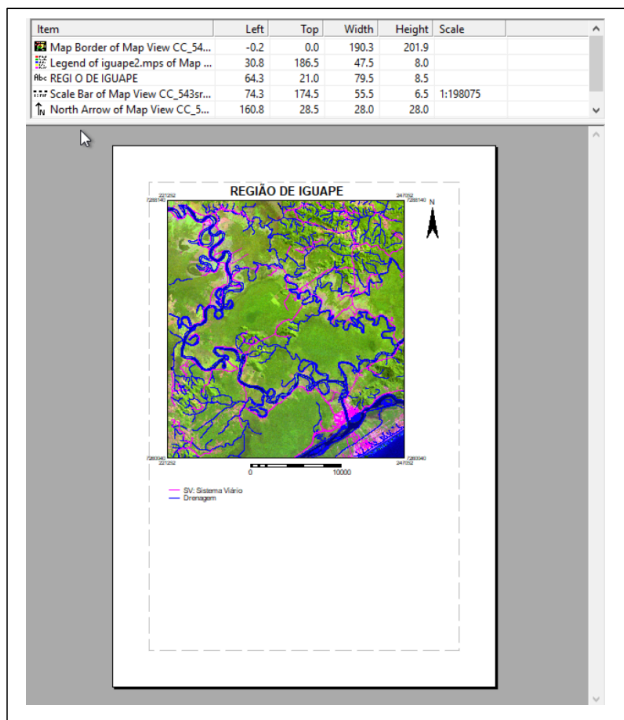 Item Left Top Width Height Scale
Map Border of Map View CC_54... -0.2 0.0 190.3 201.9
Legend of iguape2.mps of Map ... 30.8 186.5 47.5 8.0
Abc REGI O DE IGUAPE 64.3 21.0 79.5 8.5
Scale Bar of Map View CC_543sr... 74.3 174.5 55.5 6.5 1:198075
North Arrow of Map View CC_5... 160.8 28.5 28.0 28.0
REGIÃO DE IGUAPE
N
0 10000
SV: Sistema Viário
Drenagem